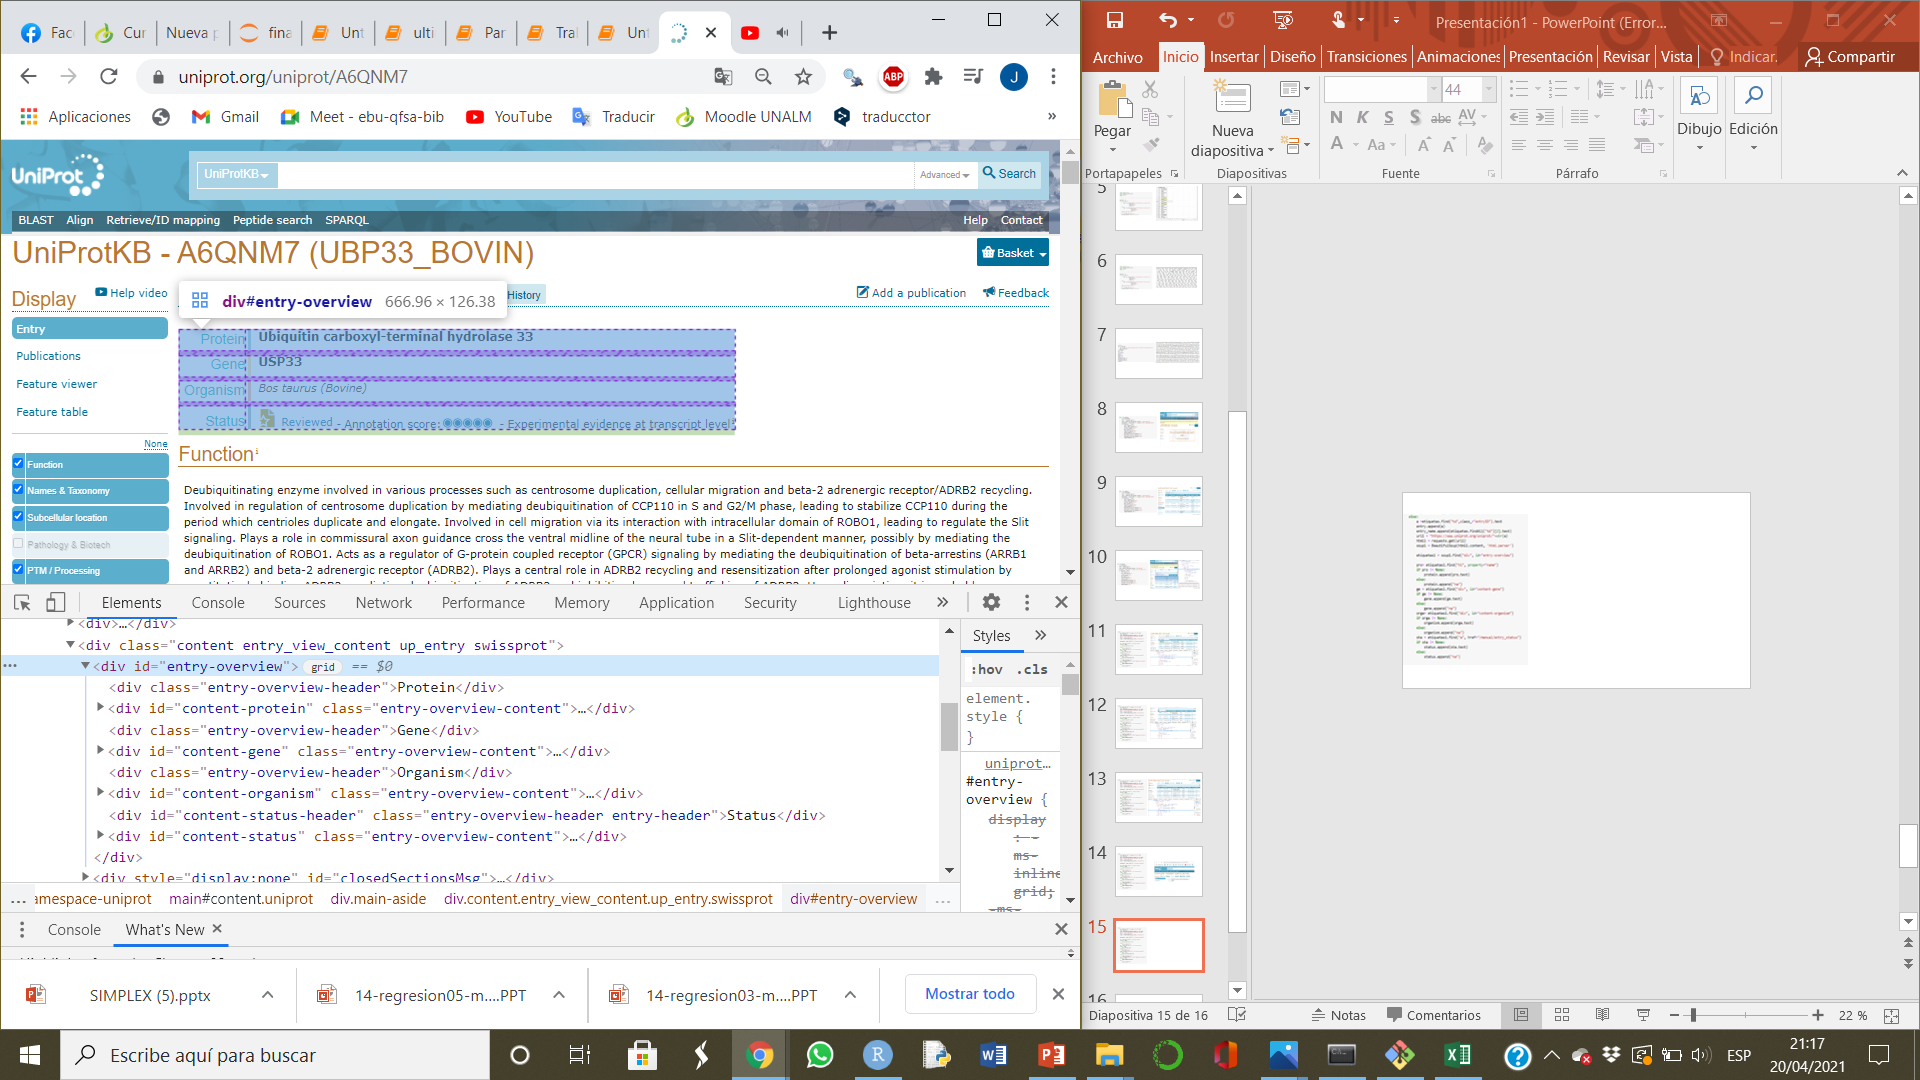 Fac
Cur
Nueva p
fina
Unt
ulti
Par
Tral
Unt
uniprot.org/uniprot/A6QNM7
ABP
J
Aplicaciones
Gmail
Meet - ebu-qfsa-bib
YouTube
Traducir
Moodle UNALM
traducctor
»
UniProt
UniProtKB
Advanced
Search
BLAST Align Retrieve/ID mapping Peptide search SPARQL
Help Contact
UniProtKB - A6QNM7 (UBP33_BOVIN)
Basket
Display
Help video
div#entry-overview 666.96 × 126.38
History
Add a publication
Feedback
Entry
Publications
Feature viewer
Feature table
None
Function
Names & Taxonomy
Subcellular location
Pathology & Biotech
PTM / Processing
Protein Ubiquitin carboxyl-terminal hydrolase 33
Gene USP33
Organism Bos taurus (Bovine)
Status Reviewed - Annotation score: - Experimental evidence at transcript level
Function
Deubiquitinating enzyme involved in various processes such as centrosome duplication, cellular migration and beta-2 adrenergic receptor/ADRB2 recycling.
Involved in regulation of centrosome duplication by mediating deubiquitination of CCP110 in S and G2/M phase, leading to stabilize CCP110 during the
period which centrioles duplicate and elongate. Involved in cell migration via its interaction with intracellular domain of ROBO1, leading to regulate the Slit
signaling. Plays a role in commissural axon guidance cross the ventral midline of the neural tube in a Slit-dependent manner, possibly by mediating the
deubiquitination of ROBO1. Acts as a regulator of G-protein coupled receptor (GPCR) signaling by mediating the deubiquitination of beta-arrestins (ARRB1
and ARRB2) and beta-2 adrenergic receptor (ADRB2). Plays a central role in ADRB2 recycling and resensitization after prolonged agonist stimulation by
Elements Console Sources Network Performance Memory Application Security Lighthouse »
<div>…</div>
<div class="content entry_view_content up_entry swissprot">
<div id="entry-overview"> grid == $0
<div class="entry-overview-header">Protein</div>
<div id="content-protein" class="entry-overview-content">…</div>
<div class="entry-overview-header">Gene</div>
<div id="content-gene" class="entry-overview-content">…</div>
<div class="entry-overview-header">Organism</div>
<div id="content-organism" class="entry-overview-content">…</div>
<div id="content-status-header" class="entry-overview-header entry-header">Status</div>
<div id="content-status" class="entry-overview-content">…</div>
</div>
<div style="display:none" id="closedSectionsMsg">…</div>
Styles »
:hov .cls
element.
style {
}
uniprot…
#entry-
overview {
display
: -
ms-
inline
grid;
-ms-
... amespace-uniprot main#content.uniprot div.main-aside div.content.entry_view_content.up_entry.swissprot div#entry-overview ...
Console What's New
SIMPLEX (5).pptx
14-regresion05-m....PPT
14-regresion03-m....PPT
Mostrar todo
Escribe aquí para buscar
Presentación1 - PowerPoint (Error...
Archivo Inicio Insertar Diseño Transiciones Animaciones Presentación Revisar Vista Indicar. Compartir
Pegar
Nueva
diapositiva
44
N K S S abc AV
A Aa A A
Dibujo
Edición
Portapapeles Diapositivas Fuente Párrafo
5
6
7
8
9
10
11
12
13
14
15
16
Diapositiva 15 de 16
Notas
Comentarios
22 %
ESP
21:17
20/04/2021